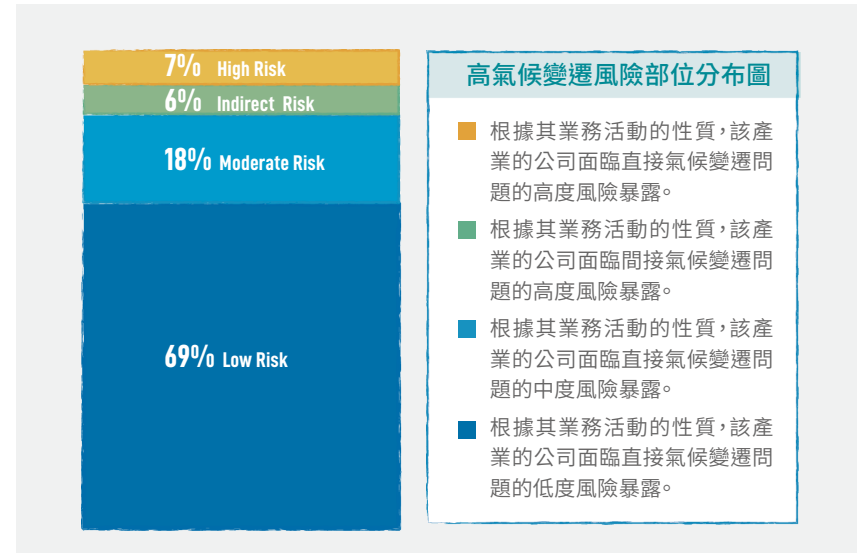 7% High Risk
6% Indirect Risk
18% Moderate Risk
69% Low Risk
高氣候變遷風險部位分布圖
根據其業務活動的性質，該產
業的公司面臨直接氣候變遷問
題的高度風險暴露。
根據其業務活動的性質，該產
業的公司面臨間接氣候變遷問
題的高度風險暴露。
根據其業務活動的性質，該產
業的公司面臨直接氣候變遷問
題的中度風險暴露。
根據其業務活動的性質，該產
業的公司面臨直接氣候變遷問
題的低度風險暴露。